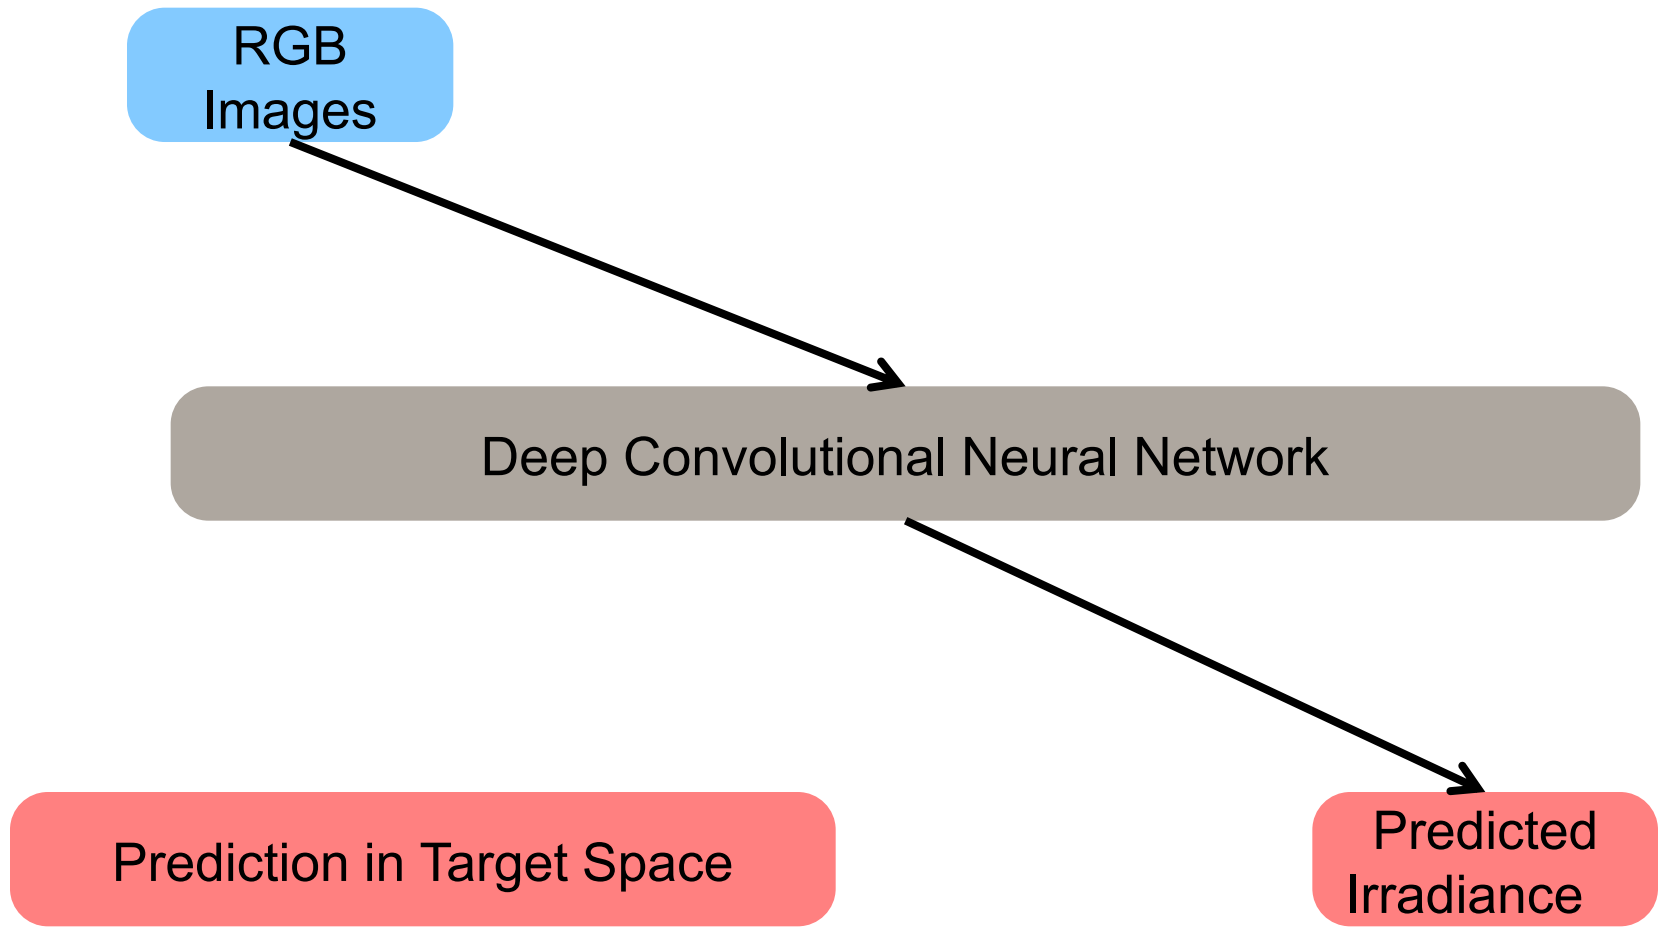 RGB
Images
Deep Convolutional Neural Network
Prediction in Target Space
Predicted
Irradiance